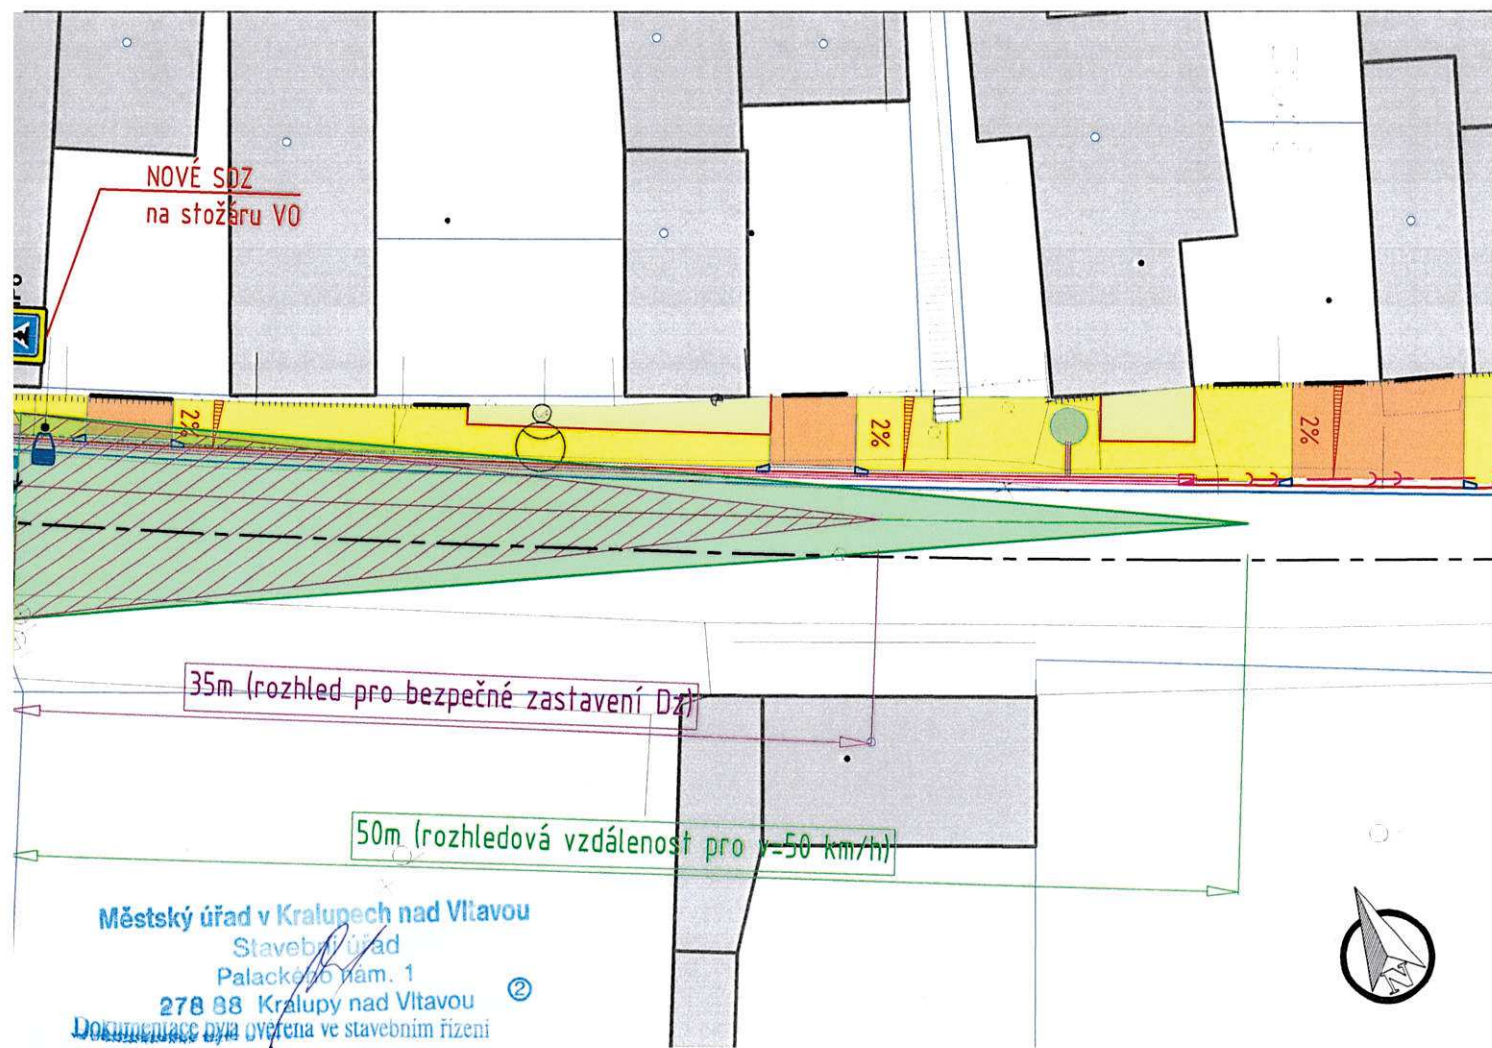 NOVÉ SDZ
na stožáru VO
2%
2%
2%
35m (rozhled pro bezpečné zastavení Dz)
50m (rozhledová vzdálenost pro v=50 km/h)
Městský úřad v Kralupech nad Vltavou
Stavební úřad
Palackého nám. 1
278 88 Kralupy nad Vltavou
2
Dokumentace byla ověřena ve stavebním řízení
N